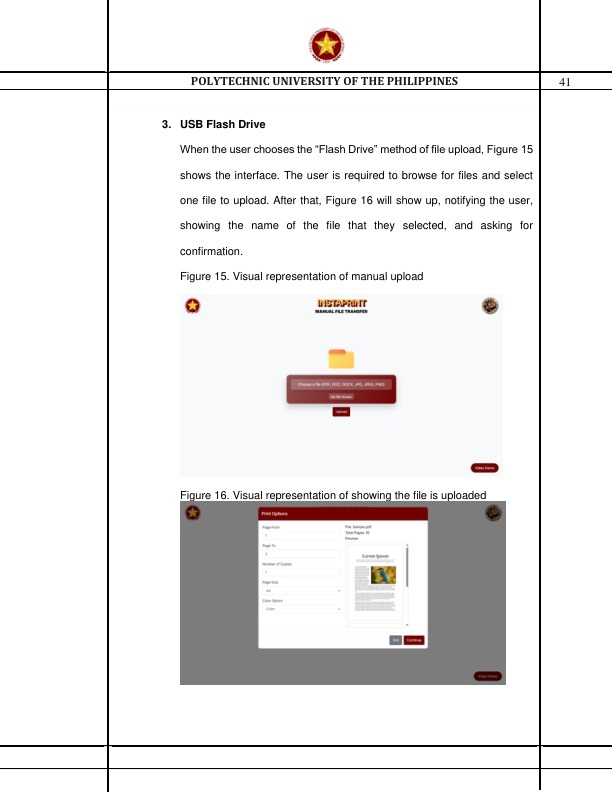 POLYTECHNIC UNIVERSITY OF THE PHILIPPINES
41
3. USB Flash Drive
When the user chooses the “Flash Drive” method of file upload, Figure 15
shows the interface. The user is required to browse for files and select
one file to upload. After that, Figure 16 will show up, notifying the user,
showing the name of the file that they selected, and asking for
confirmation.
Figure 15. Visual representation of manual upload
INSTAPRINT
MANUAL FILE TRANSFER
Choose a file (PDF, DOC, DOCX, JPG, JPEG, PNG)
No file chosen
Upload
Video Demo
Figure 16. Visual representation of showing the file is uploaded
Print Options
Page From
1
Page To
Number of Copies
1
Page Size
A4
Color Option
Color
File: Sample.pdf
Total Pages: 10
Preview
Lorem Ipsum
Exit
Continue
Video Demo